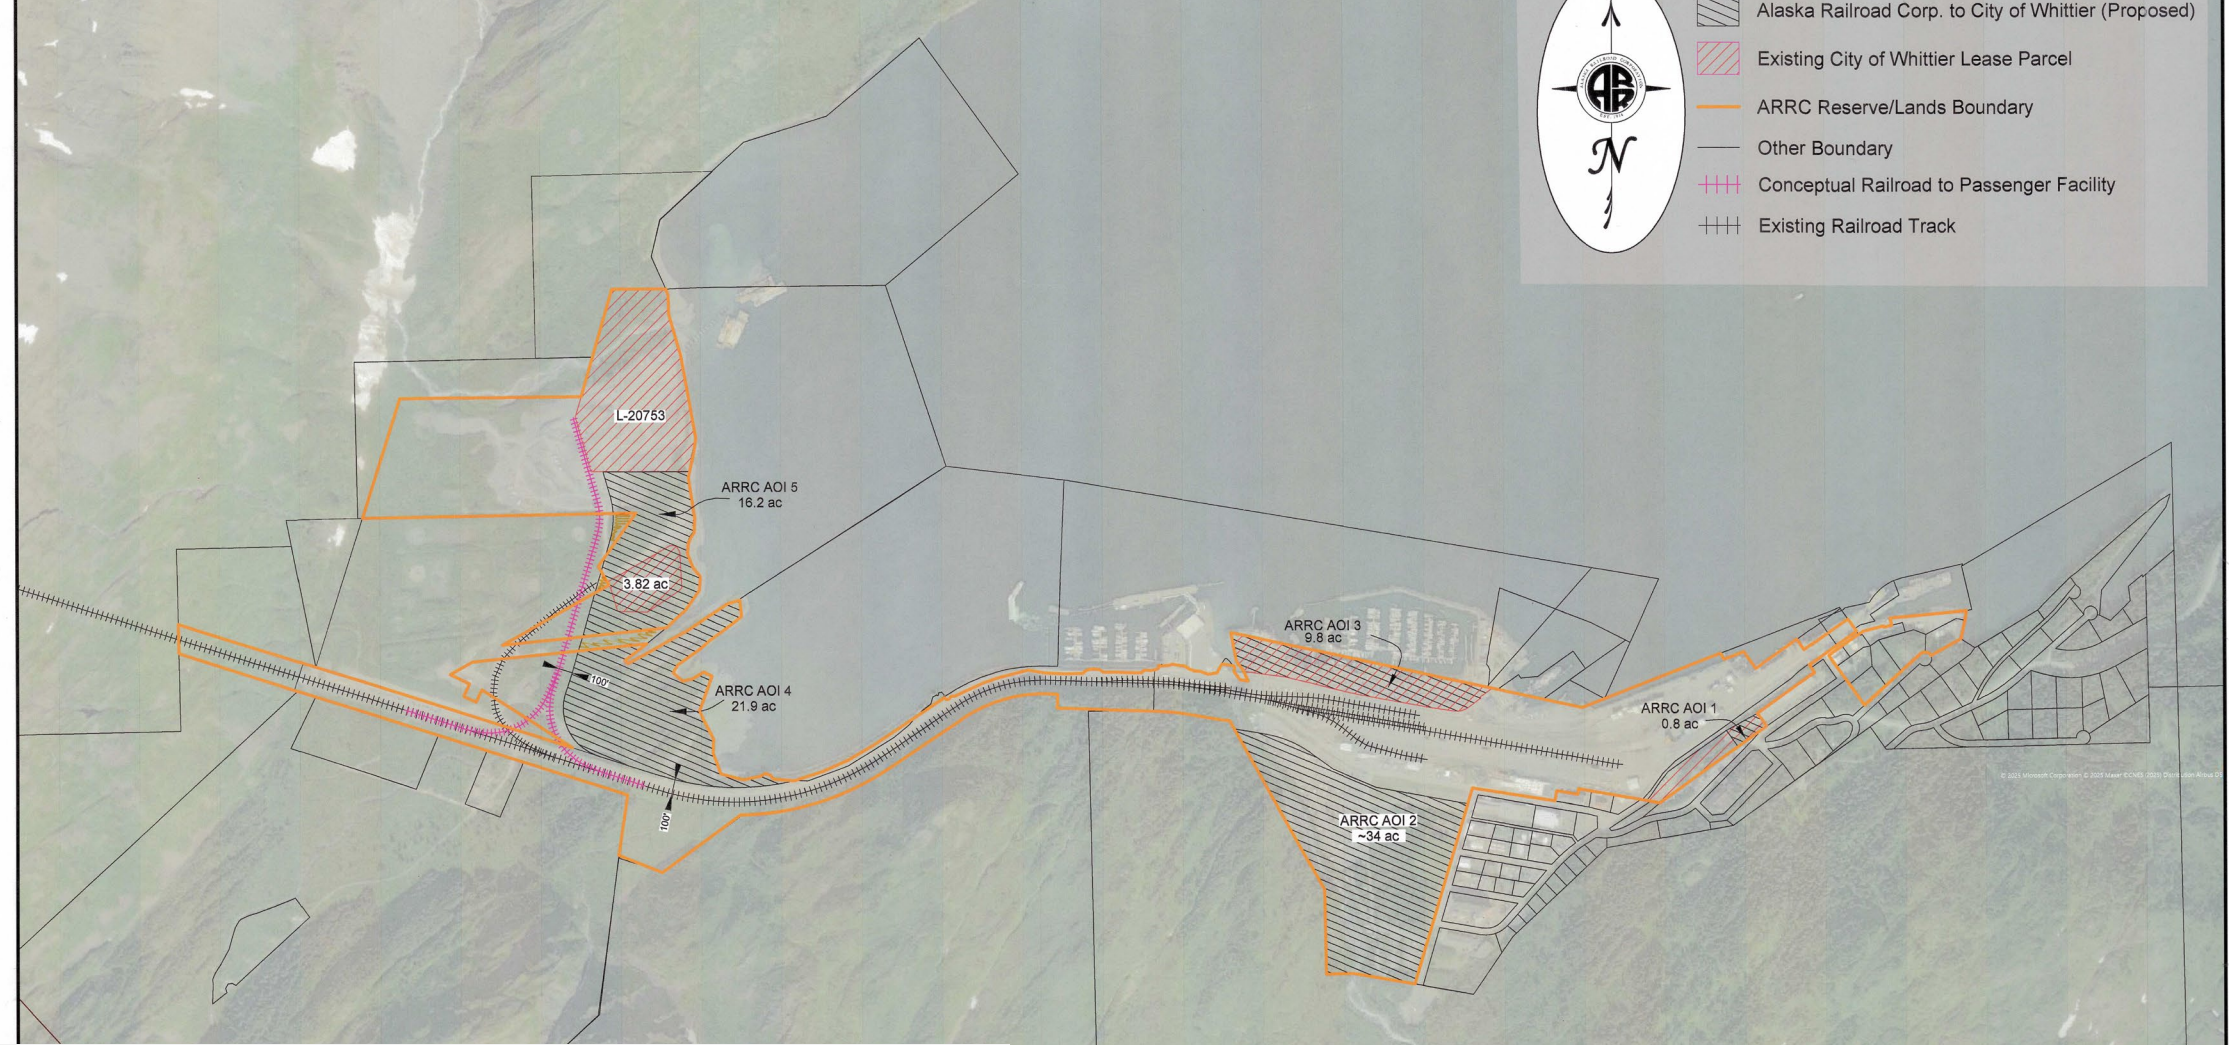 Alaska Railroad Corp. to City of Whittier (Proposed)
Existing City of Whittier Lease Parcel
ARRC Reserve/Lands Boundary
Other Boundary
Conceptual Railroad to Passenger Facility
Existing Railroad Track
ARR
N
L-20753
ARRC AOI 5
16.2 ac
3.82 ac
100'
ARRC AOI 4
21.9 ac
100'
ARRC AOI 3
9.8 ac
ARRC AOI 1
0.8 ac
ARRC AOI 2
~34 ac